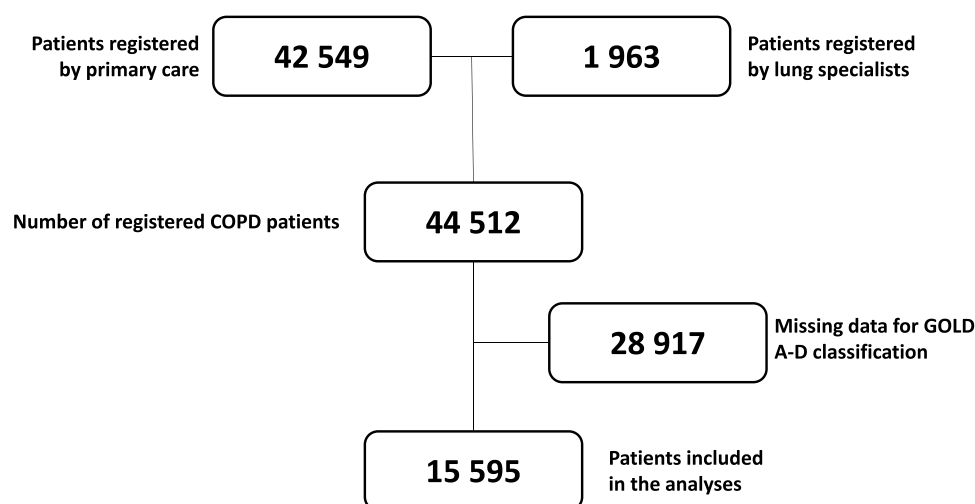 Patients registered
by primary care
42 549
1 963
Patients registered
by lung specialists
Number of registered COPD patients
44 512
28 917
Missing data for GOLD
A-D classification
15 595
Patients included
in the analyses